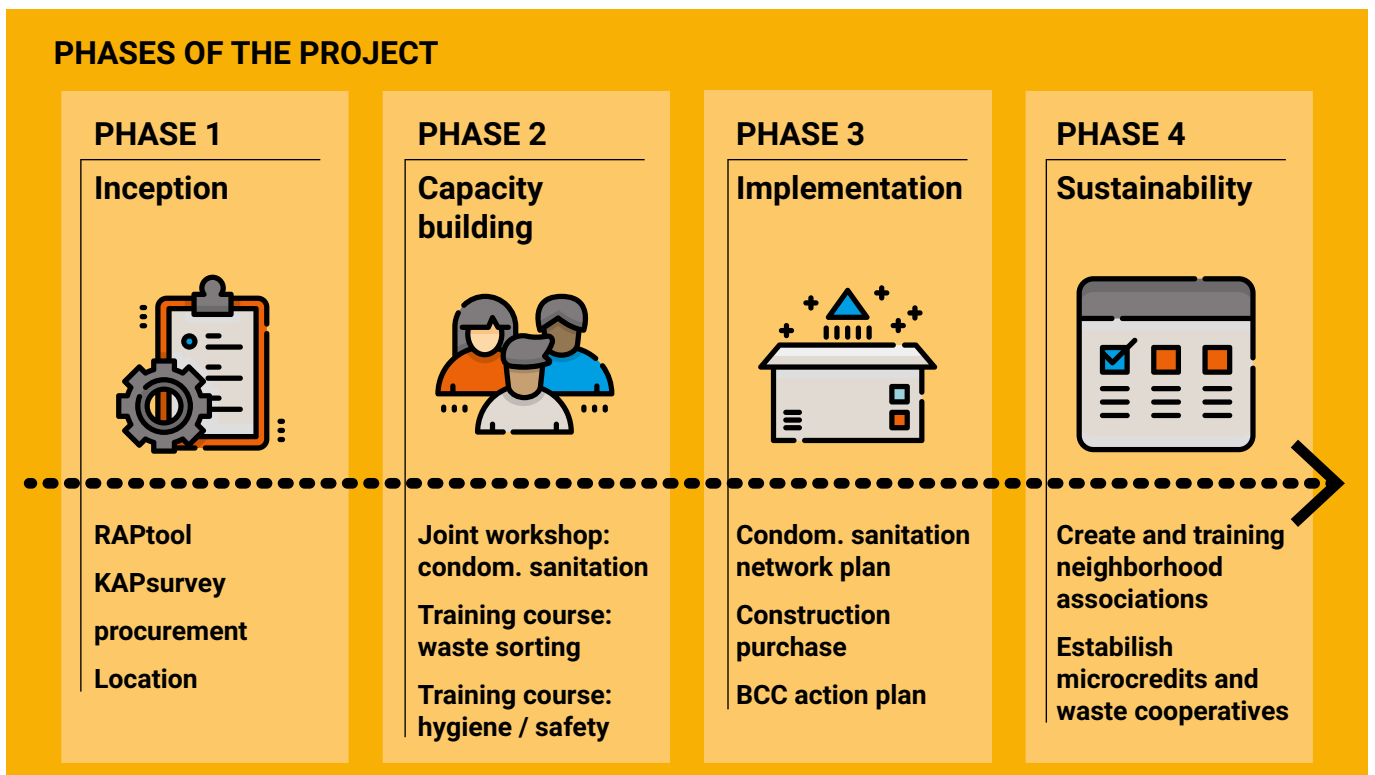 PHASES OF THE PROJECT
PHASE 1
Inception
RAPtool
KAPsurvey
procurement
Location
PHASE 2
Capacity
building
Joint workshop:
condom. sanitation
Training course:
waste sorting
Training course:
hygiene / safety
PHASE 3
Implementation
Condom. sanitation
network plan
Construction
purchase
BCC action plan
PHASE 4
Sustainability
Create and training
neighborhood
associations
Estabilish
microcredits and
waste cooperatives